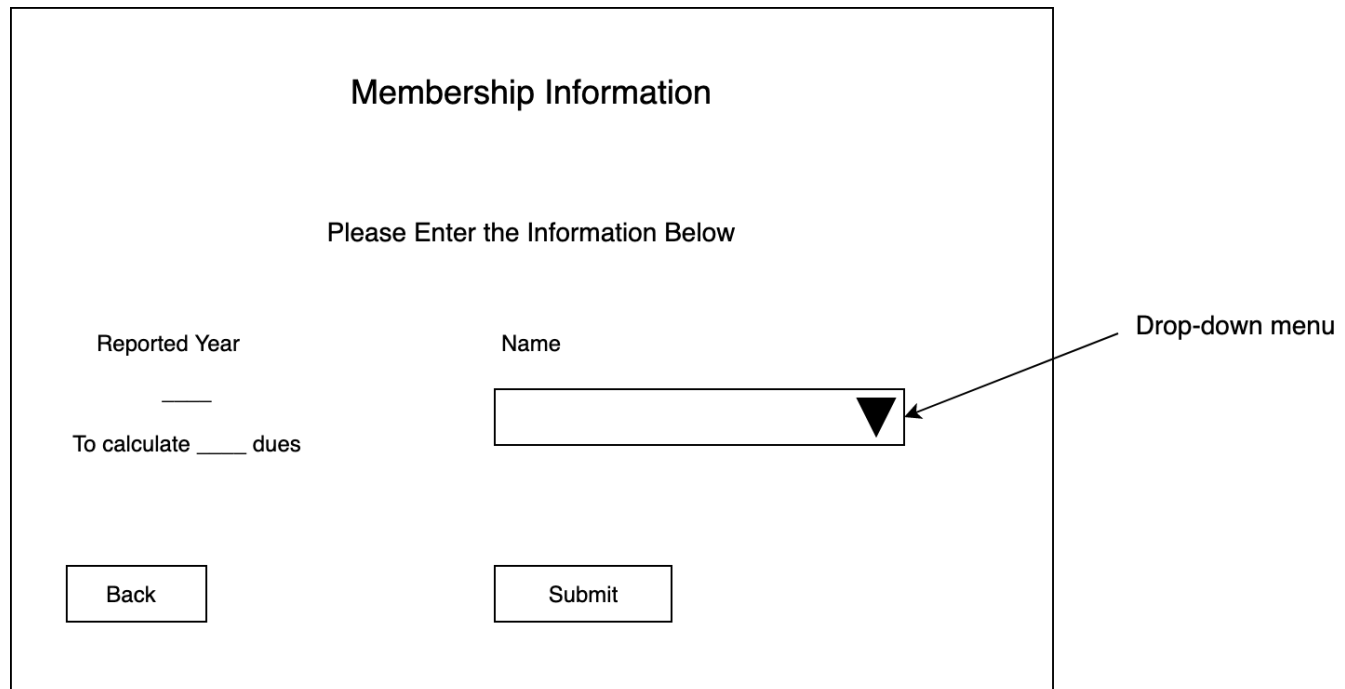 Membership Information
Please Enter the Information Below
Drop-down menu
Reported Year
Name
____
To calculate ____ dues
Back
Submit